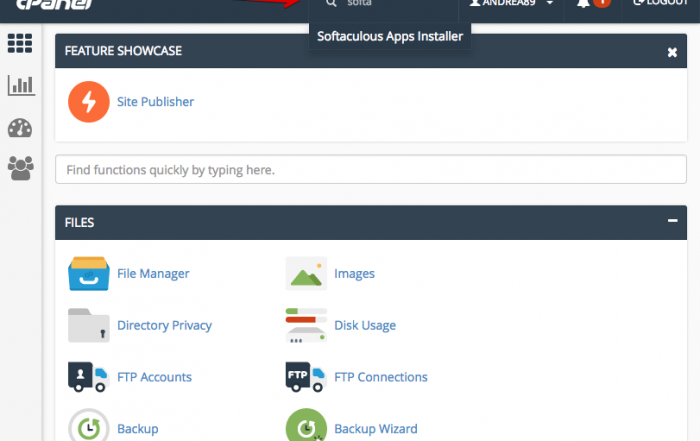 cPanel
softa
ANDREA89
1
LOGOUT
Softaculous Apps Installer
FEATURE SHOWCASE
Site Publisher
Find functions quickly by typing here.
FILES
File Manager
Images
Directory Privacy
Disk Usage
FTP Accounts
FTP
FTP Connections
Backup
Backup Wizard